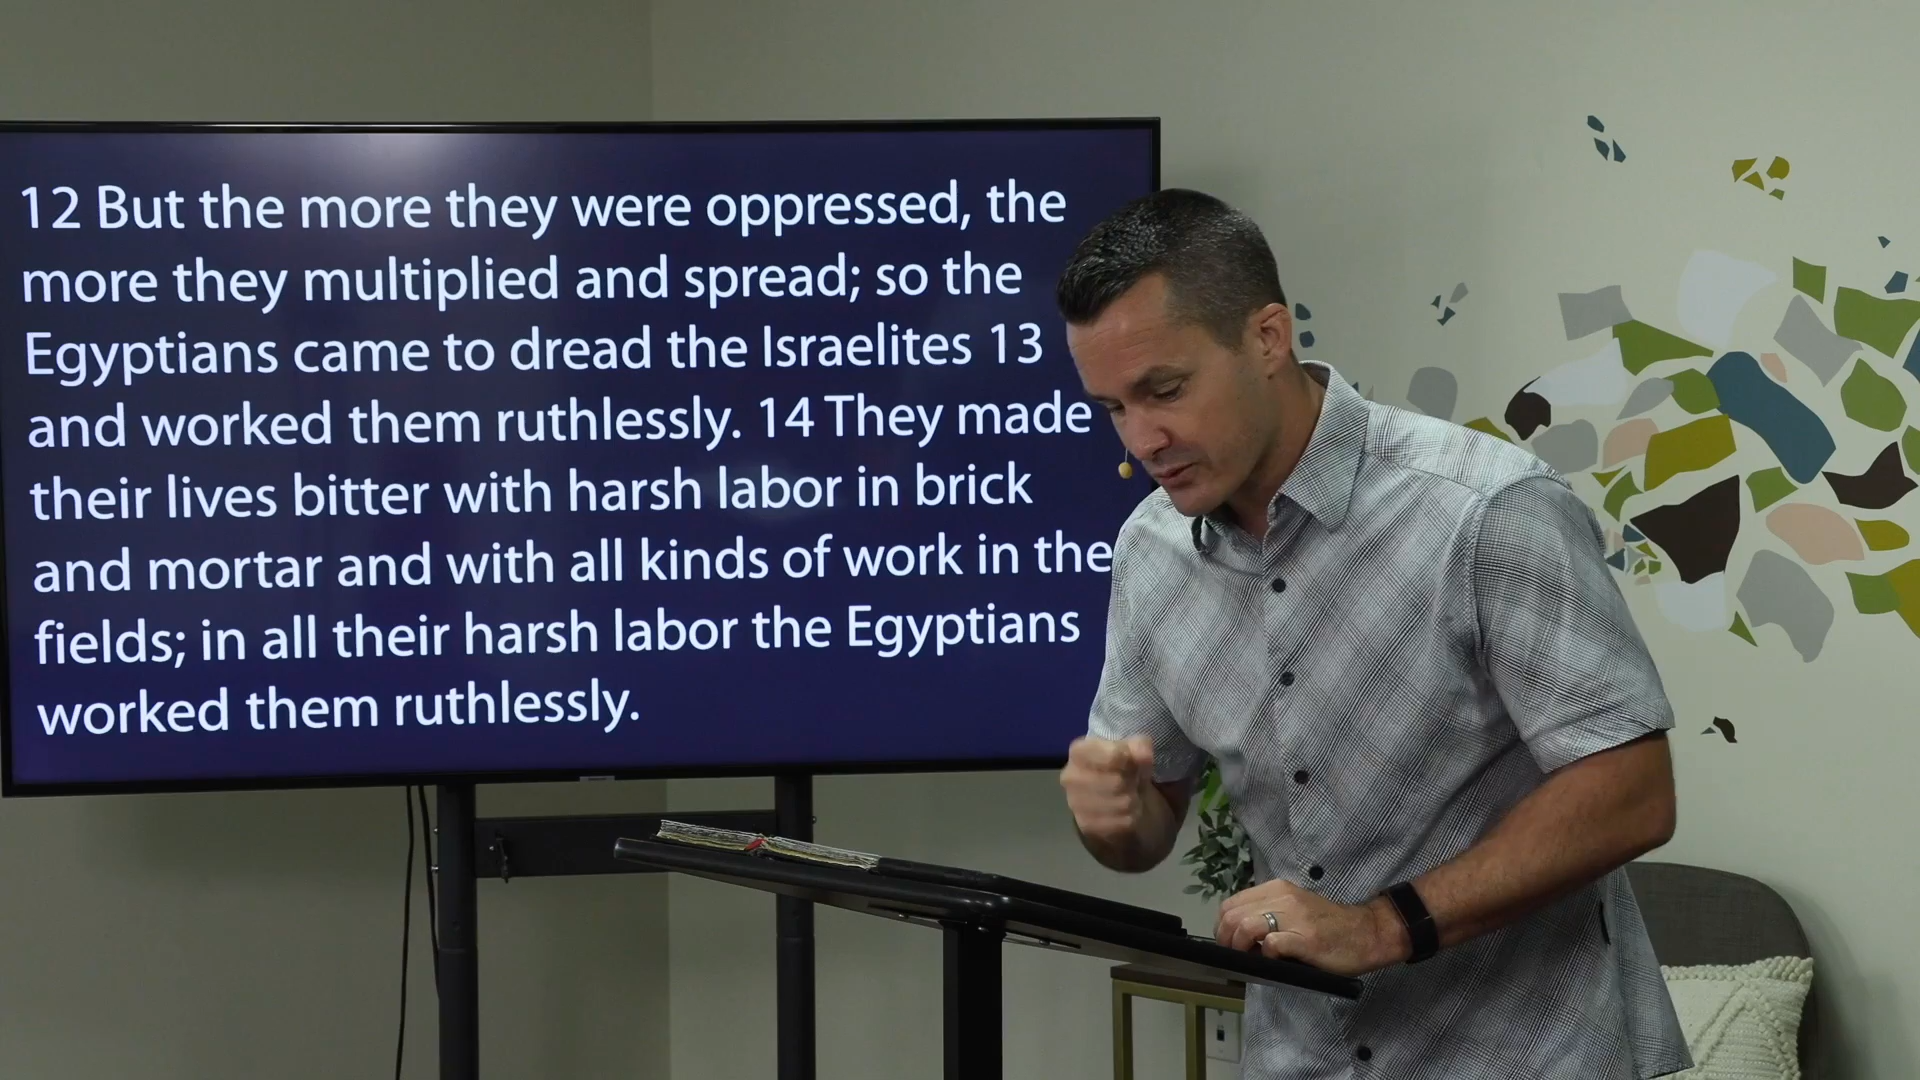 12 But the more they were oppressed, the
more they multiplied and spread; so the
Egyptians came to dread the Israelites 13
and worked them ruthlessly. 14 They made
their lives bitter with harsh labor in brick
and mortar and with all kinds of work in the
fields; in all their harsh labor the Egyptians
worked them ruthlessly.